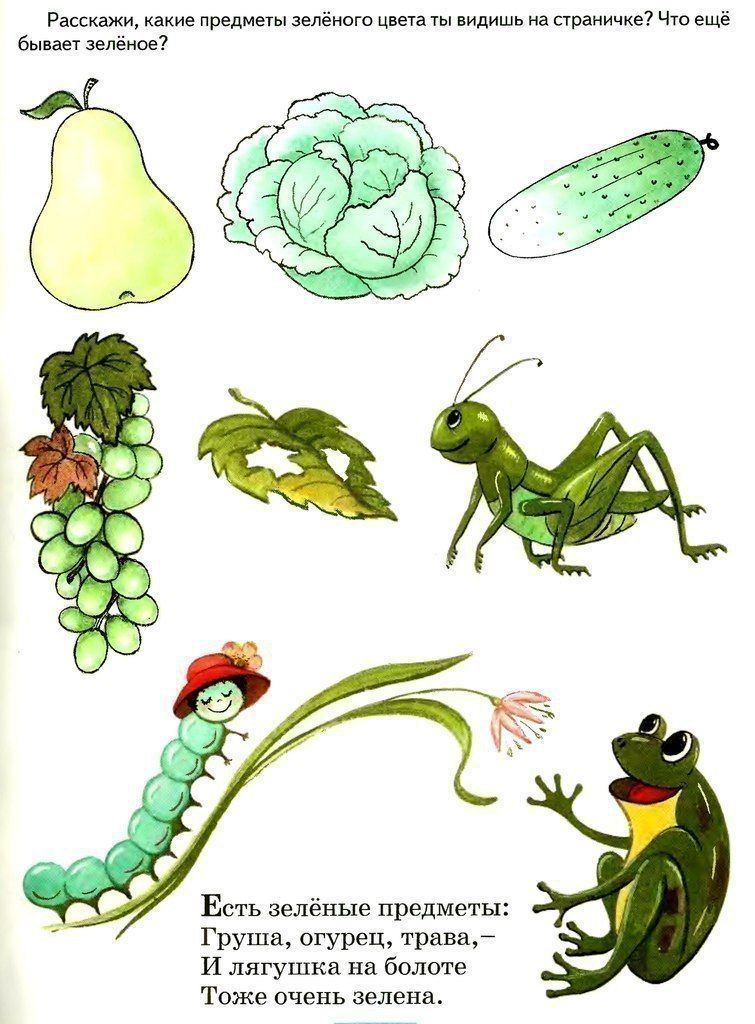 Расскажи, какие предметы зелёного цвета ты видишь на страничке? Что ещё
бывает зелёное?
Есть зелёные предметы:
Груша, огурец, трава,–
И лягушка на болоте
Тоже очень зелена.